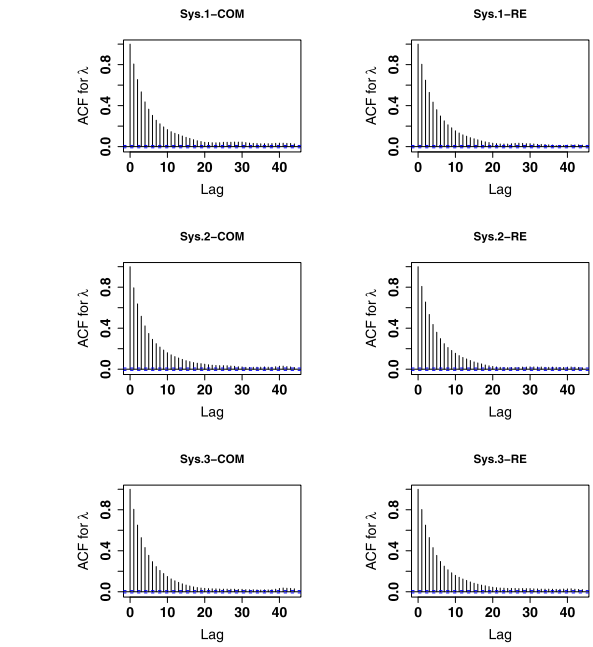 Sys.1−COM
ACF for λ
0.0 0.4 0.8
0 10 20 30 40
Lag
Sys.1−RE
ACF for λ
0.0 0.4 0.8
0 10 20 30 40
Lag
Sys.2−COM
ACF for λ
0.0 0.4 0.8
0 10 20 30 40
Lag
Sys.2−RE
ACF for λ
0.0 0.4 0.8
0 10 20 30 40
Lag
Sys.3−COM
ACF for λ
0.0 0.4 0.8
0 10 20 30 40
Lag
Sys.3−RE
ACF for λ
0.0 0.4 0.8
0 10 20 30 40
Lag